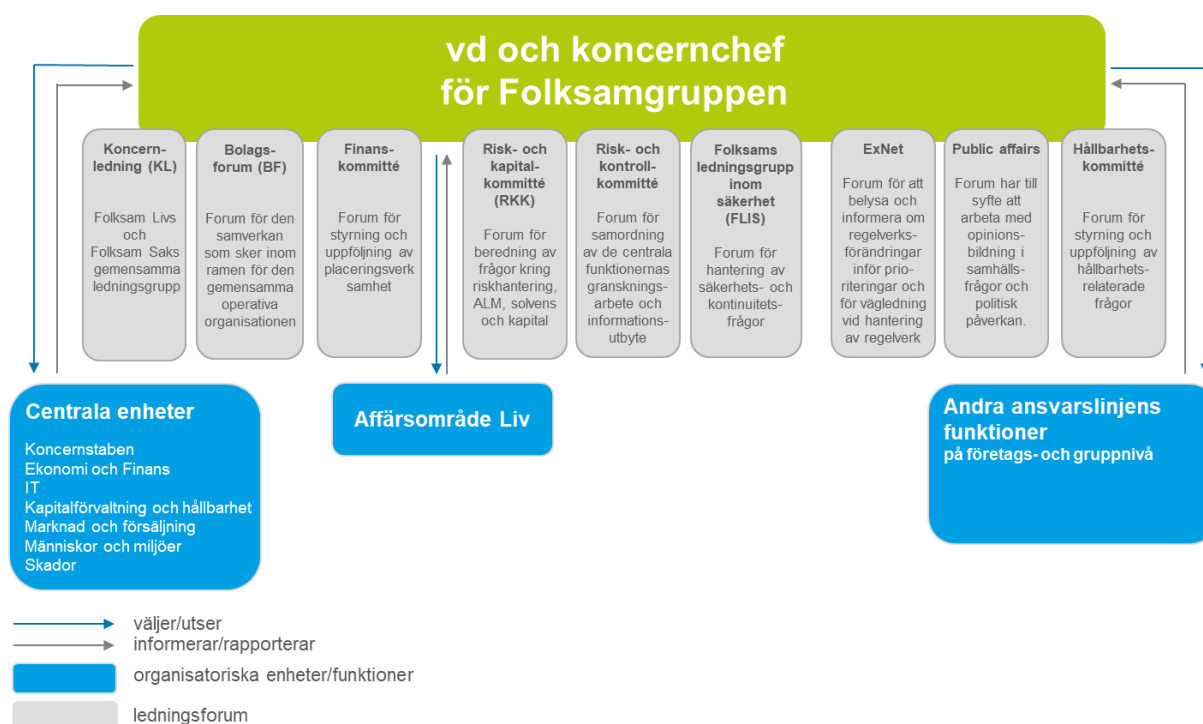 vd och koncernchef
för Folksamgruppen
Koncern-
ledning (KL)
Folksam Livs
och
Folksam Saks
gemensamma
ledningsgrupp
Bolags-
forum (BF)
Forum för den
samverkan
som sker inom
ramen för den
gemensamma
operativa
organisationen
Finans-
kommitté
Forum för
styrning och
uppföljning av
placeringsverk
samhet
Risk- och
kapital-
kommitté
(RKK)
Forum för
beredning av
frågor kring
riskhantering,
ALM, solvens
och kapital
Risk- och
kontroll-
kommitté
Forum för
samordning
av de centrala
funktionernas
gransknings-
arbete och
informations-
utbyte
Folksams
ledningsgrupp
inom
säkerhet
(FLIS)
Forum för
hantering av
säkerhets- och
kontinuitets-
frågor
ExNet
Forum för att
belysa och
informera om
regelverks-
förändringar
inför prio-
riteringar och
för vägledning
vid hantering
av regelverk
Public affairs
Forum har till
syfte att
arbeta med
opinions-
bildning i
samhälls-
frågor och
politisk
påverkan.
Hållbarhets-
kommitté
Forum för
styrning och
uppföljning av
hållbarhets-
relaterade
frågor
Centrala enheter
Koncernstaben
Ekonomi och Finans
IT
Kapitalförvaltning och hållbarhet
Marknad och försäljning
Människor och miljöer
Skador
Affärsområde Liv
Andra ansvarslinjens
funktioner
på företags- och gruppnivå
väljer/utser
informerar/rapporterar
organisatoriska enheter/funktioner
ledningsforum